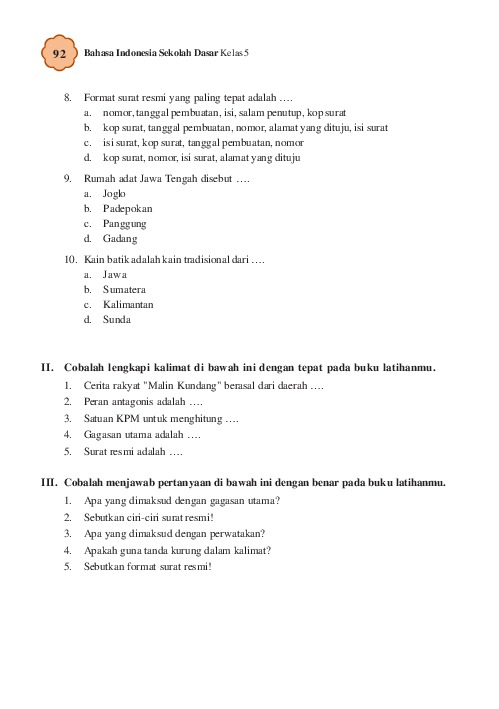 92 Bahasa Indonesia Sekolah Dasar Kelas 5
8. Format surat resmi yang paling tepat adalah ....
a. nomor, tanggal pembuatan, isi, salam penutup, kop surat
b. kop surat, tanggal pembuatan, nomor, alamat yang dituju, isi surat
c. isi surat, kop surat, tanggal pembuatan, nomor
d. kop surat, nomor, isi surat, alamat yang dituju
9. Rumah adat Jawa Tengah disebut ....
a. Joglo
b. Padepokan
c. Panggung
d. Gadang
10. Kain batik adalah kain tradisional dari ....
a. Jawa
b. Sumatera
c. Kalimantan
d. Sunda
II. Cobalah lengkapi kalimat di bawah ini dengan tepat pada buku latihanmu.
1. Cerita rakyat "Malin Kundang" berasal dari daerah ....
2. Peran antagonis adalah ....
3. Satuan KPM untuk menghitung ....
4. Gagasan utama adalah ....
5. Surat resmi adalah ....
III. Cobalah menjawab pertanyaan di bawah ini dengan benar pada buku latihanmu.
1. Apa yang dimaksud dengan gagasan utama?
2. Sebutkan ciri-ciri surat resmi!
3. Apa yang dimaksud dengan perwatakan?
4. Apakah guna tanda kurung dalam kalimat?
5. Sebutkan format surat resmi!